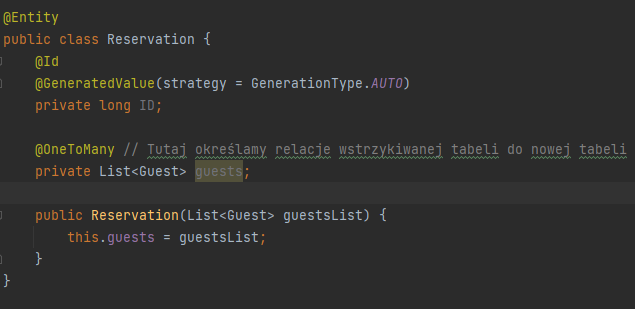 @Entity
public class Reservation {
@Id
@GeneratedValue(strategy = GenerationType.AUTO)
private long ID;
@OneToMany // Tutaj określamy relacje wstrzykiwanej tabeli do nowej tabeli
private List<Guest> guests;
public Reservation(List<Guest> guestsList) {
this.guests = guestsList;
}
}